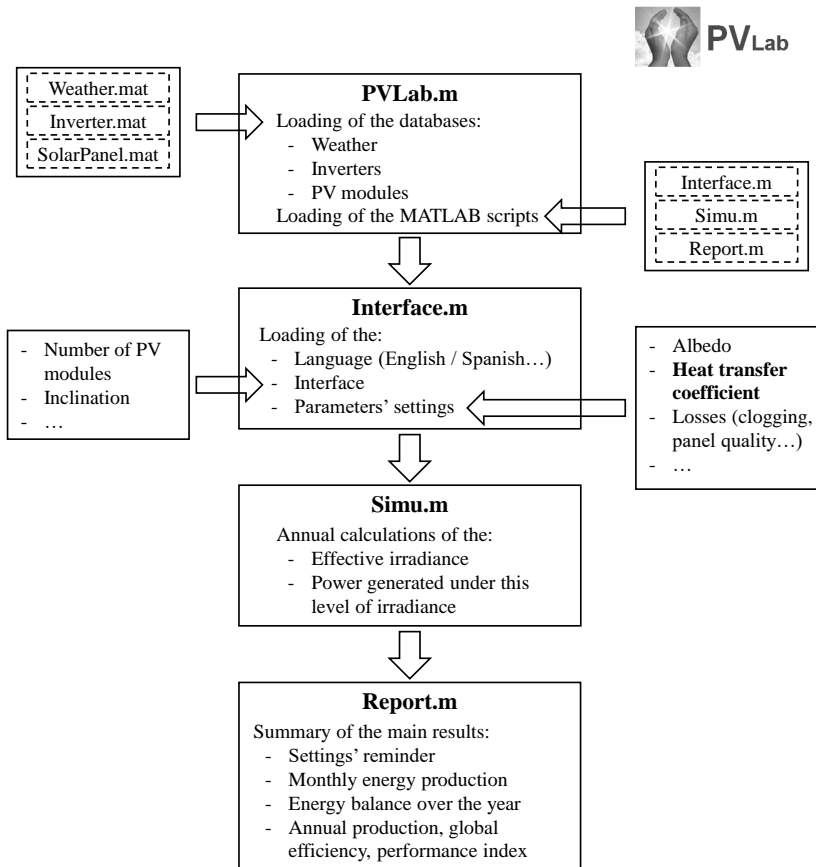 PVLab
Weather.mat
Inverter.mat
SolarPanel.mat
PVLab.m
Loading of the databases:
- Weather
- Inverters
- PV modules
Loading of the MATLAB scripts
Interface.m
Simu.m
Report.m
Interface.m
Loading of the:
- Language (English / Spanish…)
- Interface
- Parameters’ settings
- Number of PV
modules
- Inclination
- …
- Albedo
- Heat transfer
coefficient
- Losses (clogging,
panel quality…)
- …
Simu.m
Annual calculations of the:
- Effective irradiance
- Power generated under this
level of irradiance
Report.m
Summary of the main results:
- Settings’ reminder
- Monthly energy production
- Energy balance over the year
- Annual production, global
efficiency, performance index